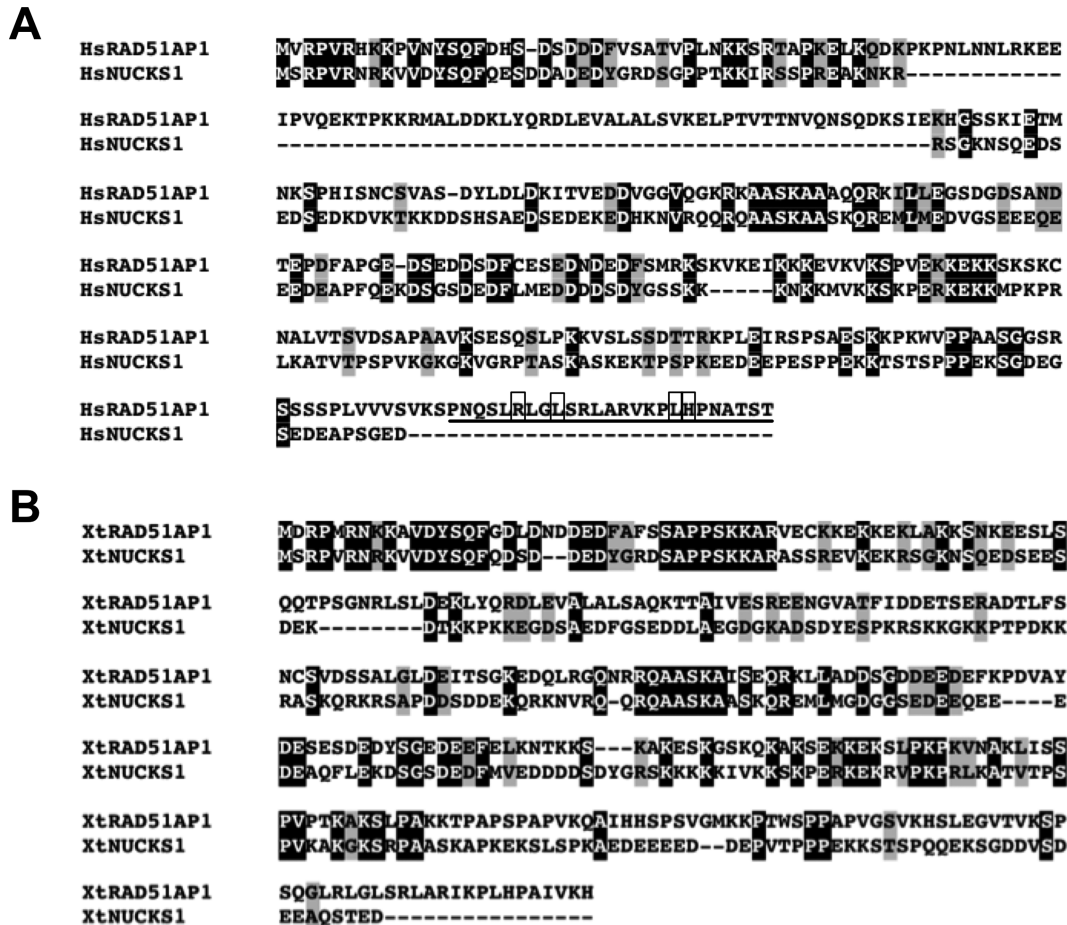 A
HsRAD51AP1 MVRPVRHKKPVNYSQFDHS-DSDDDFVSATVPLNKKSRTAPKELKQDKPKPNLNNLRKEE
HsNUCKS1 MSRPVRNRKVVDYSQFQESDDADEDYGRDSGPPTKKIRSSPREAKNKR------------
HsRAD51AP1 IPVQEKTPKKRMALDDKLYQRDLEVALALSVKELPTVTTNVQNSQDKSIEKHGSSKIETM
HsNUCKS1 --------------------------------------------------RSGKNSQEDS
HsRAD51AP1 NKSPHISNCSVAS-DYLDLDKITVEDDVGGVQGKRKAASKAAAQQRKILLEGSDGDSAND
HsNUCKS1 EDSEDKDVKTKKDDSHSAEDSEDEKEDHKNVRQQRQAASKAASKQREMLMEDVGSEEEQE
HsRAD51AP1 TEPDFAPGE-DSEDDSDFCESEDNDEDFSMRKSKVKEIKKKEVKVKSPVEKKEKKSKSKC
HsNUCKS1 EEDEAPFQEKDSGSDEDFLMEDDDDSDYGSSKK-----KNKKMVKKSKPERKEKKMPKPR
HsRAD51AP1 NALVTSVDSAPAAVKSESQSLPKKVSLSSDTTRKPLEIRSPSAESKKPKWVPPAASGGSR
HsNUCKS1 LKATVTPSPVKGKGKVGRPTASKASKEKTPSPKEEDEEPESPPEKKTSTSPPPEKSGDEG
HsRAD51AP1 SSSSPLVVVSVKSPNQSLRLGLSRLARVKPLHPNATST
HsNUCKS1 SEDEAPSGED----------------------------
B
XtRAD51AP1 MDRPMRNKKAVDYSQFGDLDNDDEDFAFSSAPPSKKARVECKKEKKEKLAKKSNKEESLS
XtNUCKS1 MSRPVRNRKVVDYSQFQDSD--DEDYGRDSAPPSKKARASSREVKEKRSGKNSQEDSEES
XtRAD51AP1 QQTPSGNRLSLDEKLYQRDLEVALALSAQKTTAIVESREENGVATFIDDETSERADTLFS
XtNUCKS1 DEK--------DTKKPKKEGDSAEDFGSEDDLAEGDGKADSDYESPKRSKKGKKPTPDKK
XtRAD51AP1 NCSVDSSALGLDEITSGKEDQLRGQNRRQAASKAISEQRKLLADDSGDDEEDEFKPDVAY
XtNUCKS1 RASKQRKRSAPDDSDDEKQRKNVRQ-QRQAASKAASKQREMLMGDGGSEDEEQEE----E
XtRAD51AP1 DESESDEDYSGEDEEFELKNTKKS---KAKESKGSKQKAKSEKKEKSLPKPKVNAKLISS
XtNUCKS1 DEAQFLEKDSGSDEDFMVEDDDDSDYGRSKKKKKIVKKSKPERKEKRVPKPRLKATVTPS
XtRAD51AP1 PVPTKAKSLPAKKTPAPSPAPVKQAIHHSPSVGMKKPTWSPPAPVGSVKHSLEGVTVKSP
XtNUCKS1 PVKAKGKSRPAASKAPKEKSLSPKAEDEEEED--DEPVTPPPEKKSTSPQQEKSGDDVSD
XtRAD51AP1 SQGLRLGLSRLARIKPLHPAIVKH
XtNUCKS1 EEAQSTED----------------